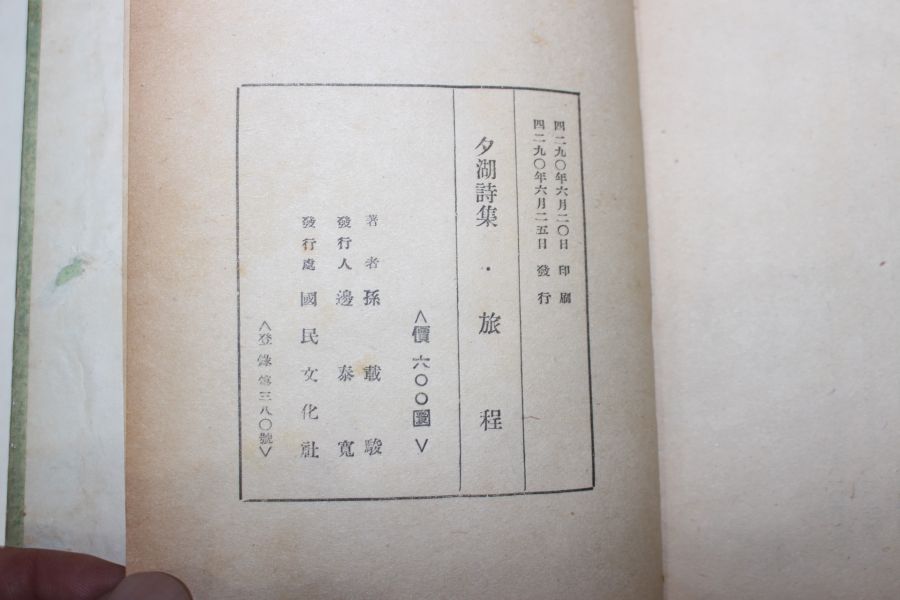 四二九〇年六月二〇日 印刷
四二九〇年六月二五日 發行
夕湖詩集 · 旅程
<價 六〇〇圜>
著者 孫載駿
發行人 邊泰寬
發行處 國民文化社
<登錄第三八〇號>